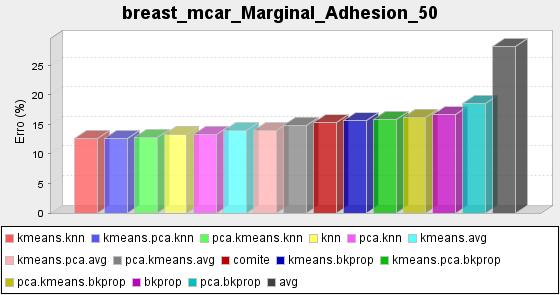 breast_mcar_Marginal_Adhesion_50
Erro (%)
25
20
15
10
5
0
kmeans.knn kmeans.pca.knn pca.kmeans.knn knn pca.knn kmeans.avg
kmeans.pca.avg pca.kmeans.avg comite kmeans.bkprop kmeans.pca.bkprop
pca.kmeans.bkprop bkprop pca.bkprop avg